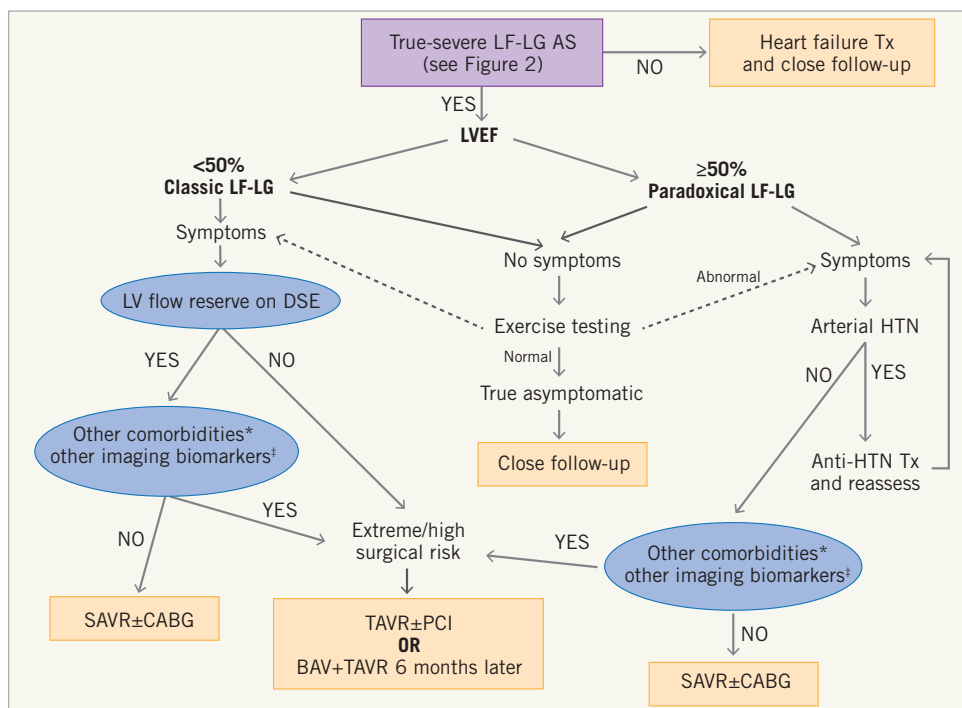 True-severe LF-LG AS
(see Figure 2)
NO
Heart failure Tx
and close follow-up
YES
LVEF
<50%
Classic LF-LG
≥50%
Paradoxical LF-LG
Symptoms
No symptoms
Symptoms
Abnormal
LV flow reserve on DSE
Exercise testing
Arterial HTN
Normal
YES
NO
NO
YES
True asymptomatic
Other comorbidities*
other imaging biomarkers‡
Close follow-up
Anti-HTN Tx
and reassess
NO
YES
Extreme/high
surgical risk
YES
Other comorbidities*
other imaging biomarkers‡
SAVR±CABG
TAVR±PCI
OR
BAV+TAVR 6 months later
NO
SAVR±CABG